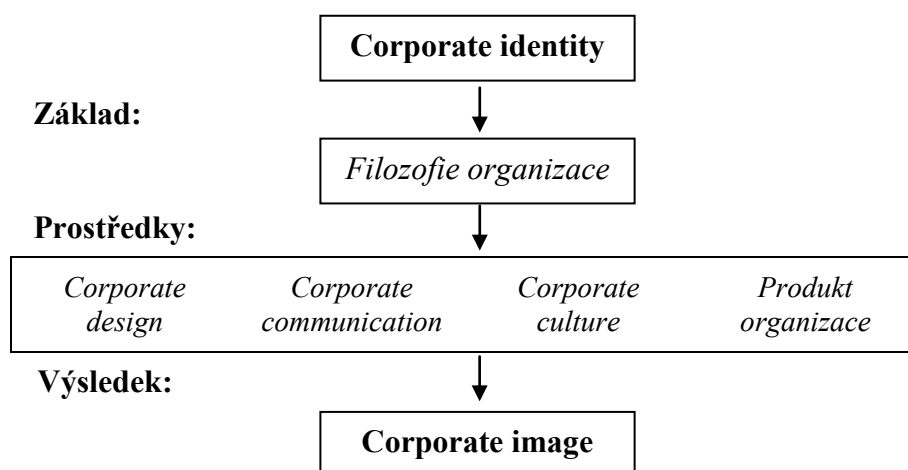 Corporate identity
Základ:
Filozofie organizace
Prostředky:
Corporate design
Corporate communication
Corporate culture
Produkt organizace
Výsledek:
Corporate image